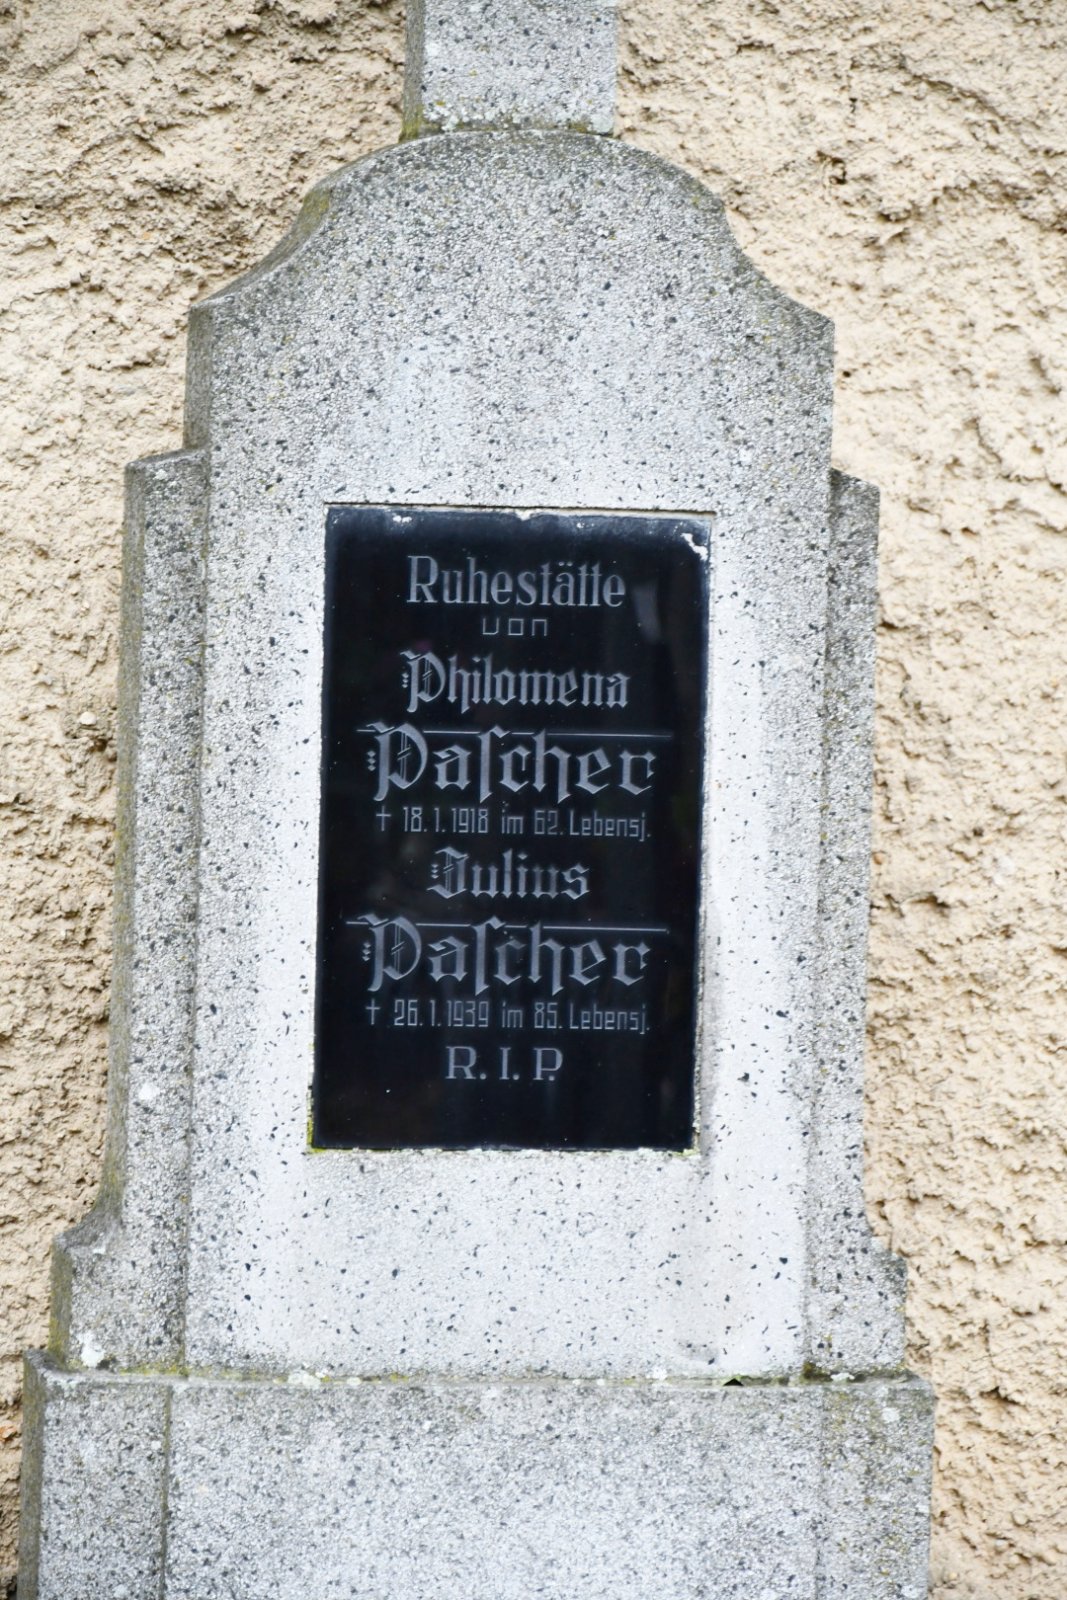 Ruhestätte
von
Philomena
Paſcher
† 18.1.1918 im 62. Lebensj.
Julius
Paſcher
† 26.1.1939 im 85. Lebensj.
R. I. P.